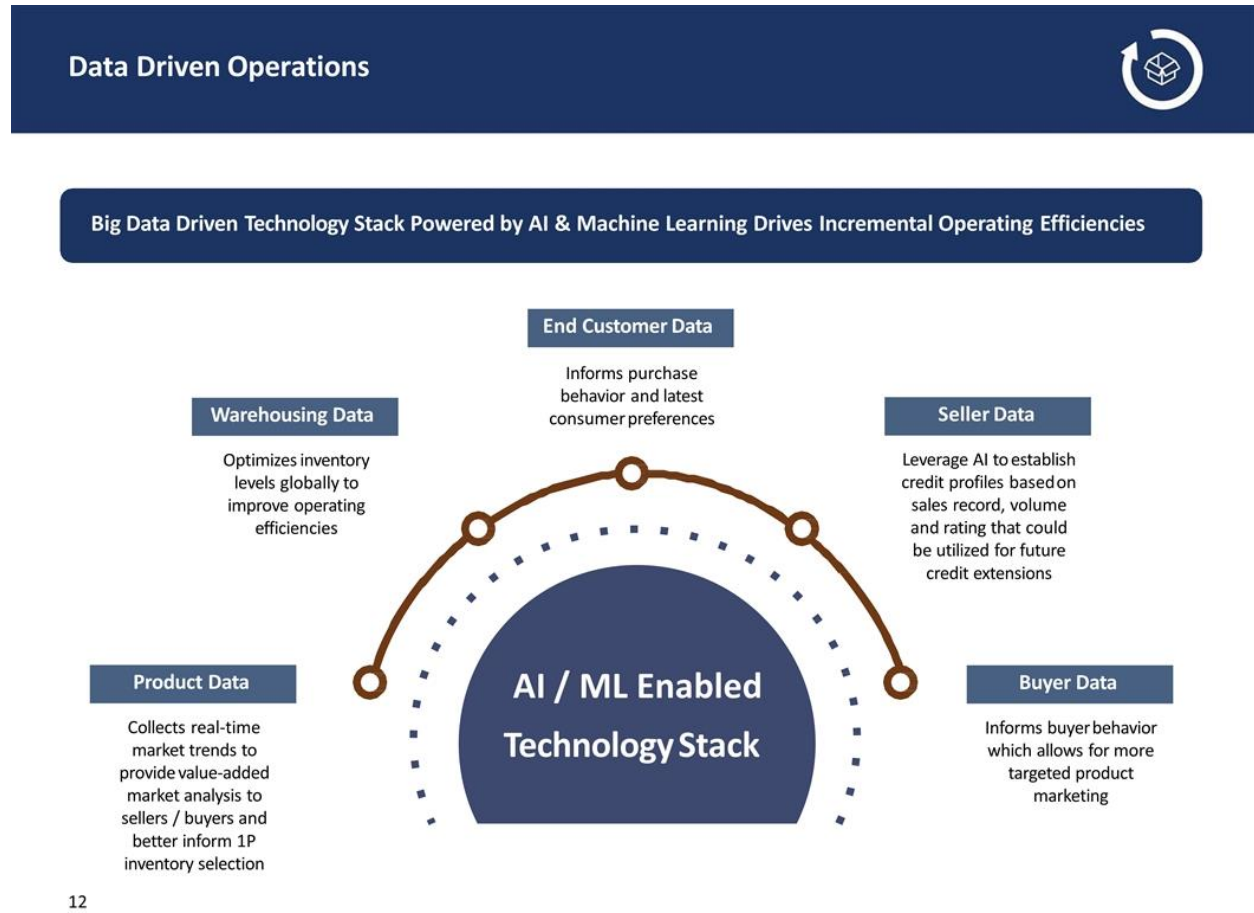 Data Driven Operations
Big Data Driven Technology Stack Powered by AI & Machine Learning Drives Incremental Operating Efficiencies
End Customer Data
Informs purchase
behavior and latest
consumer preferences
Warehousing Data
Optimizes inventory
levels globally to
improve operating
efficiencies
Seller Data
Leverage AI to establish
credit profiles based on
sales record, volume
and rating that could
be utilized for future
credit extensions
Product Data
Collects real-time
market trends to
provide value-added
market analysis to
sellers / buyers and
better inform 1P
inventory selection
AI / ML Enabled
Technology Stack
Buyer Data
Informs buyer behavior
which allows for more
targeted product
marketing
12